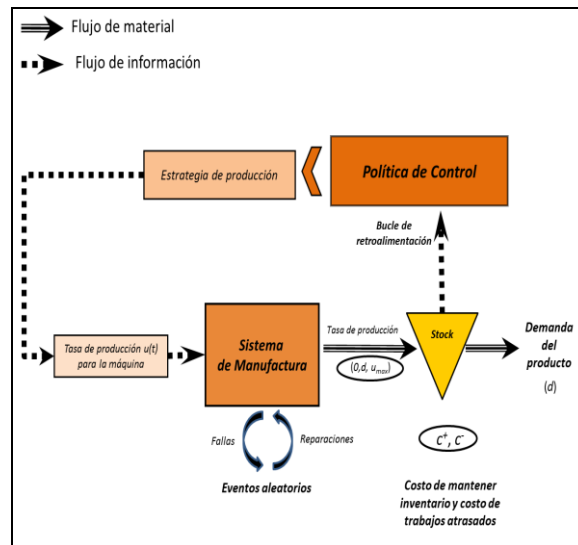 Flujo de material
Flujo de información
Estrategia de producción
Política de Control
Bucle de
retroalimentación
Tasa de producción u(t)
para la máquina
Sistema
de Manufactura
Tasa de producción
(0,d, umax)
Stock
Demanda
del
producto
(d)
Fallas
Reparaciones
Eventos aleatorios
c+, c-
Costo de mantener
inventario y costo de
trabajos atrasados